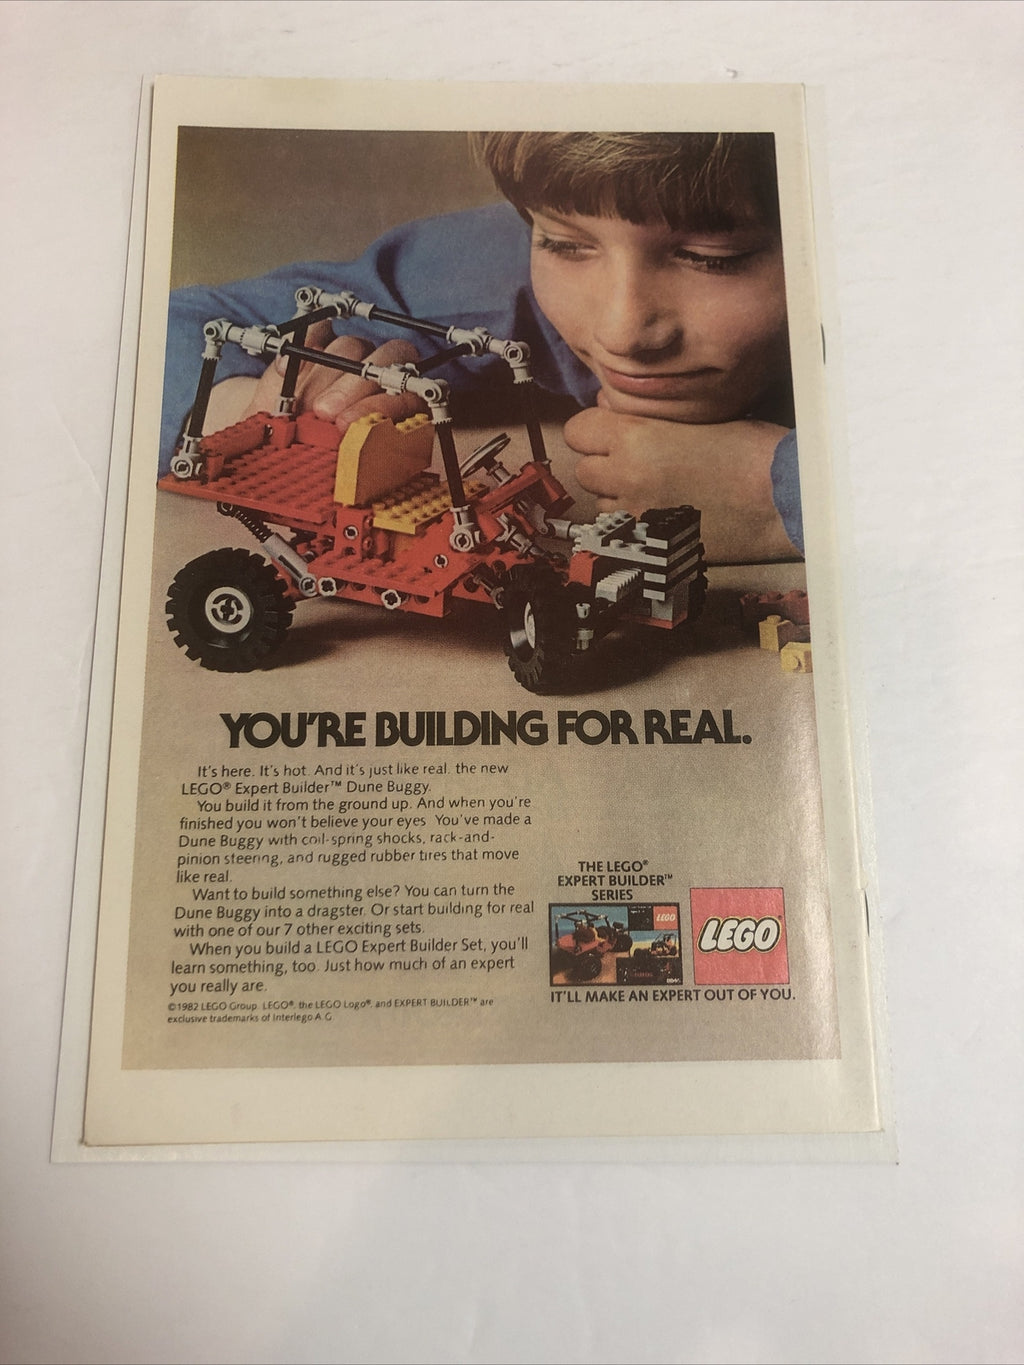 YOU'RE BUILDING FOR REAL.
It's here. It's hot. And it's just like real. the new
LEGO® Expert Builder™ Dune Buggy.
You build it from the ground up. And when you're
finished you won't believe your eyes. You've made a
Dune Buggy with coil-spring shocks, rack-and-
pinion steering, and rugged rubber tires that move
like real.
Want to build something else? You can turn the
Dune Buggy into a dragster. Or start building for real
with one of our 7 other exciting sets.
When you build a LEGO Expert Builder Set, you'll
learn something, too. Just how much of an expert
you really are.
©1982 LEGO Group. LEGO®, the LEGO Logo®, and EXPERT BUILDER™ are
exclusive trademarks of Interlego A.G.
THE LEGO®
EXPERT BUILDER™
SERIES
LEGO
LEGO
IT'LL MAKE AN EXPERT OUT OF YOU.